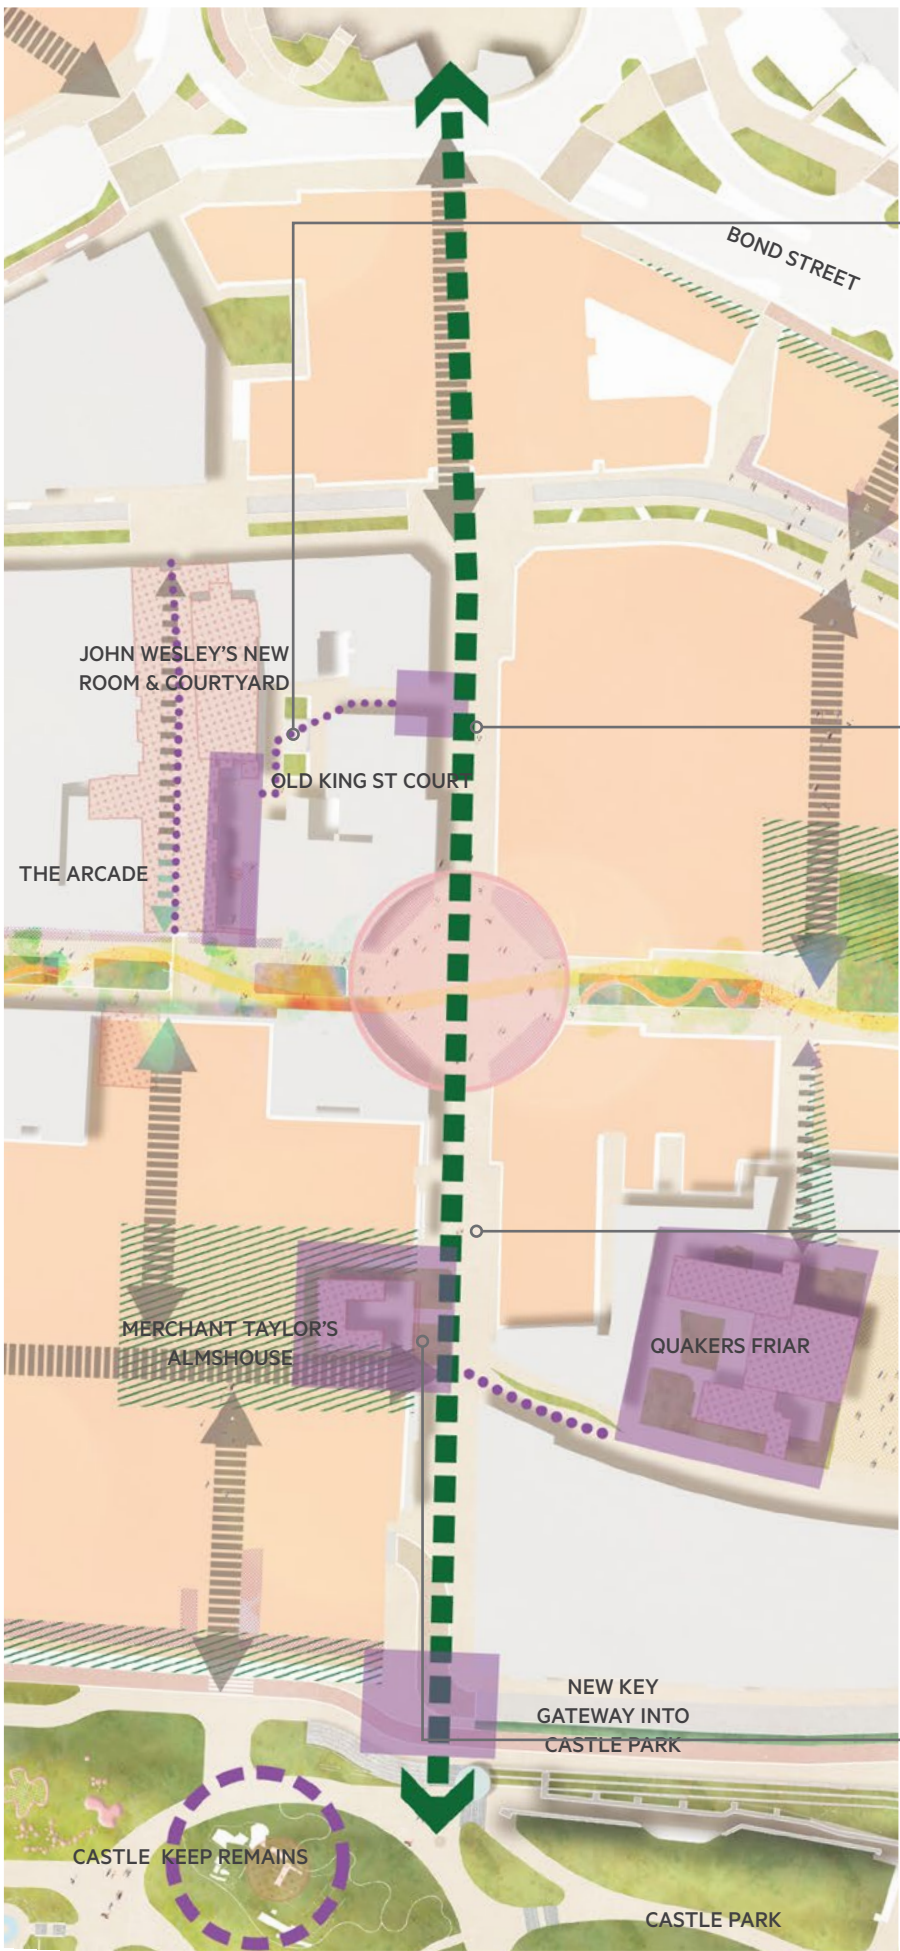 BOND STREET
JOHN WESLEY'S NEW
ROOM & COURTYARD
OLD KING ST COURT
THE ARCADE
MERCHANT TAYLOR'S
ALMSHOUSE
QUAKERS FRIAR
NEW KEY
GATEWAY INTO
CASTLE PARK
CASTLE KEEP REMAINS
CASTLE PARK